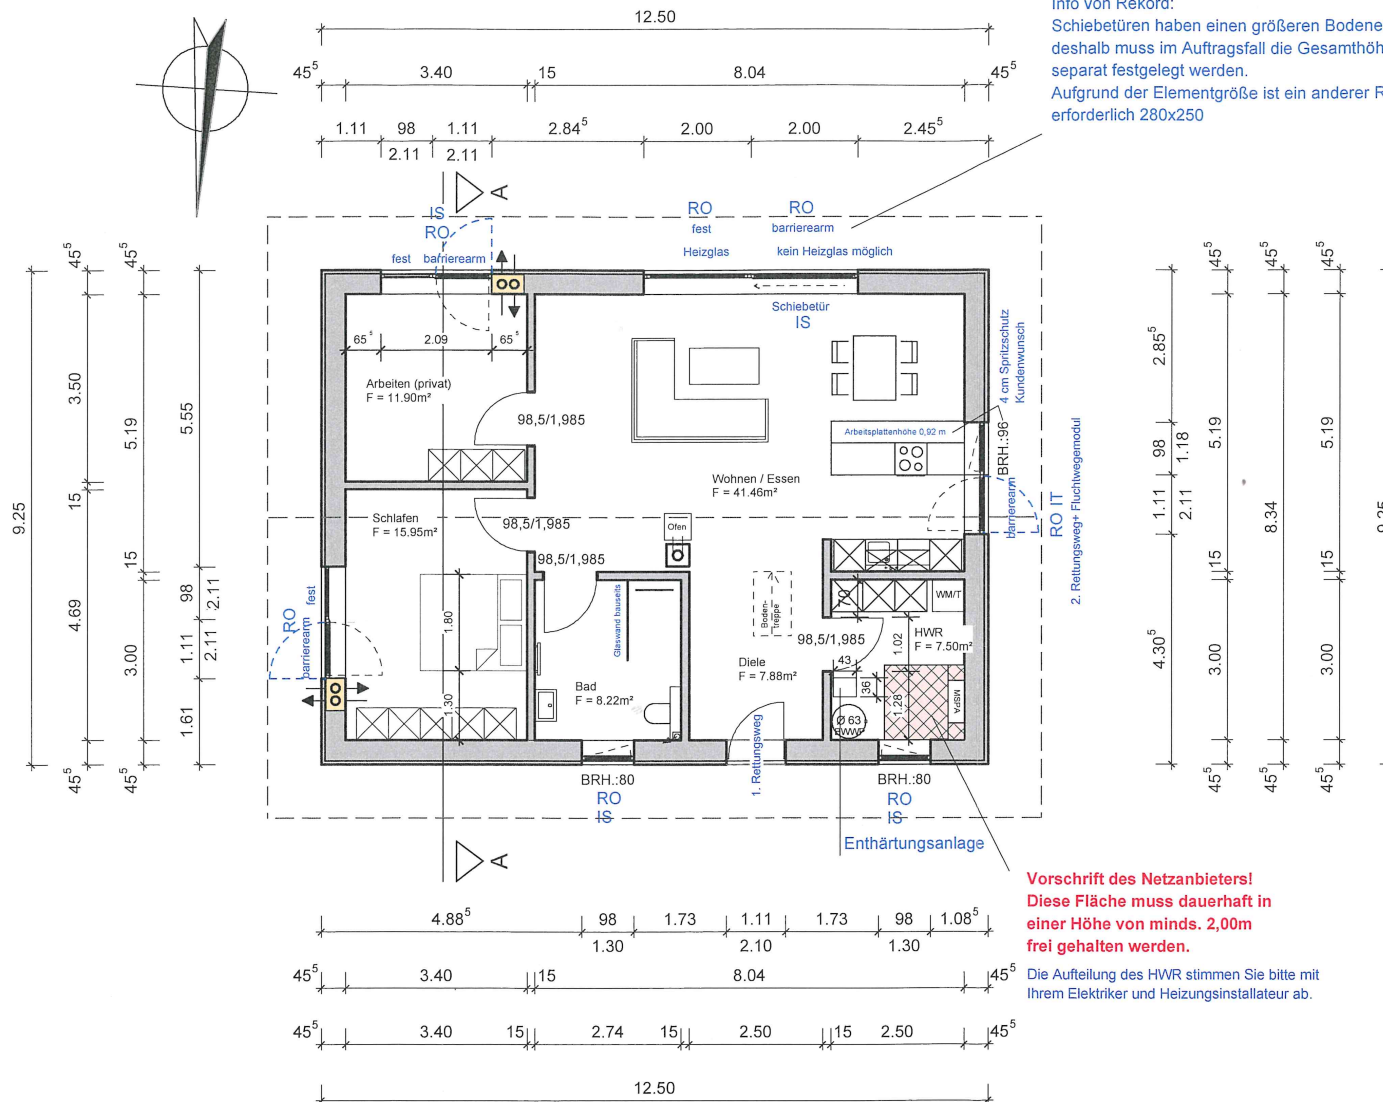 12.50
Info von Rekord:
Schiebetüren haben einen größeren Bodene
deshalb muss im Auftragsfall die Gesamthöh
separat festgelegt werden.
Aufgrund der Elementgröße ist ein anderer R
erforderlich 280x250
45⁵ 3.40 15 8.04 45⁵
1.11 98 1.11 2.84⁵ 2.00 2.00 2.45⁵
2.11 2.11
A
IS
RO
fest barrierearm
RO RO
fest barrierearm
Heizglas kein Heizglas möglich
Schiebetür
IS
65⁵ 2.09 65⁵
Arbeiten (privat)
F = 11.90m²
98,5/1,985
4 cm Spritzschutz
Kundenwunsch
Arbeitsplattenhöhe 0,92 m
BRH.:96⁵
Wohnen / Essen
F = 41.46m²
barrierearm
RO IT
2. Rettungsweg+ Fluchtwegemodul
Schlafen
F = 15.95m²
98,5/1,985
98,5/1,985
Ofen
RO
fest
barrierearm
1.80
1.30
Glaswand bauseits
Bad
F = 8.22m²
Boden-
treppe
Diele
F = 7.88m²
98,5/1,985
70
WM/T
HWR
F = 7.50m²
1.02
43
36
1.28
MSPA
Ø 63
1. Rettungsweg
BRH.:80
RO
IS
BRH.:80
RO
IS
Enthärtungsanlage
A
9.25
45⁵ 3.50 15 4.69 45⁵
45⁵ 5.19 15 3.00 45⁵
5.55 98 2.11 1.11 2.11 1.61
2.85⁵ 98 1.18 1.11 2.11 4.30⁵
45⁵ 5.19 15 3.00 45⁵
45⁵ 8.34 45⁵
45⁵ 5.19 15 3.00 45⁵
9.25
Vorschrift des Netzanbieters!
Diese Fläche muss dauerhaft in
einer Höhe von minds. 2,00m
frei gehalten werden.
Die Aufteilung des HWR stimmen Sie bitte mit
Ihrem Elektriker und Heizungsinstallateur ab.
4.88⁵ 98 1.73 1.11 1.73 98 1.08⁵
1.30 2.10 1.30
45⁵ 3.40 15 8.04 45⁵
45⁵ 3.40 15 2.74 15 2.50 15 2.50 45⁵
12.50